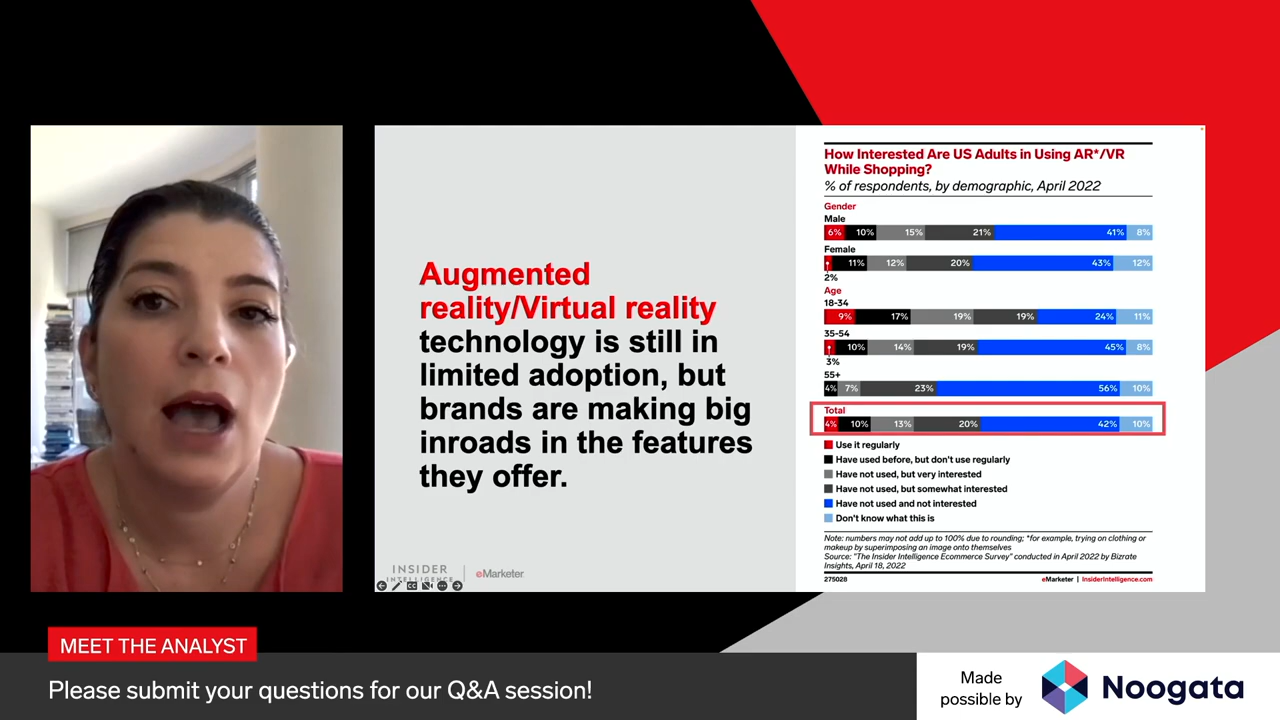 Augmented
reality/Virtual reality
technology is still in
limited adoption, but
brands are making big
inroads in the features
they offer.
INSIDER
INTELLIGENCE
eMarketer
How Interested Are US Adults in Using AR*/VR
While Shopping?
% of respondents, by demographic, April 2022
Gender
Male
6% 10% 15% 21% 41% 8%
Female
11% 12% 20% 43% 12%
2%
Age
18-34
9% 17% 19% 19% 24% 11%
35-54
10% 14% 19% 45% 8%
3%
55+
4% 7% 23% 56% 10%
Total
4% 10% 13% 20% 42% 10%
Use it regularly
Have used before, but don't use regularly
Have not used, but very interested
Have not used, but somewhat interested
Have not used and not interested
Don't know what this is
Note: numbers may not add up to 100% due to rounding; *for example, trying on clothing or
makeup by superimposing an image onto themselves
Source: "The Insider Intelligence Ecommerce Survey" conducted in April 2022 by Bizrate
Insights, April 18, 2022
275028 eMarketer | InsiderIntelligence.com
MEET THE ANALYST
Please submit your questions for our Q&A session!
Made
possible by
Noogata